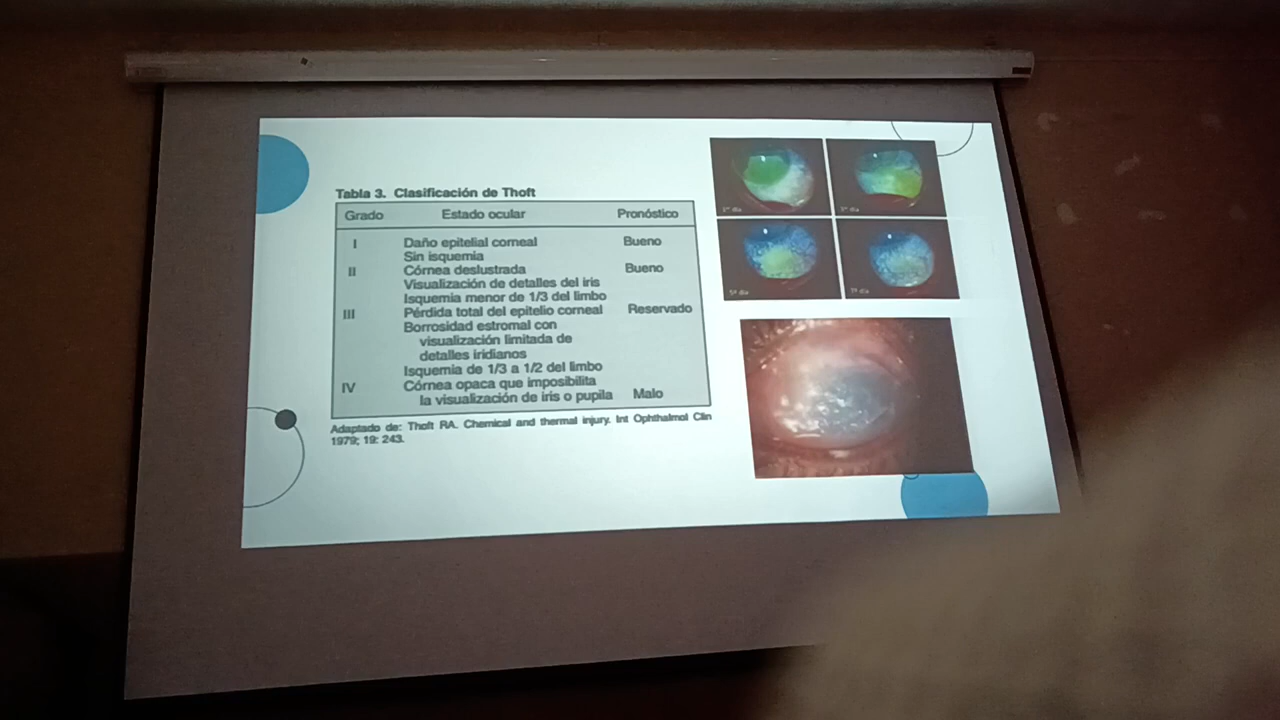 Tabla 3. Clasificación de Thoft
Grado Estado ocular Pronóstico
I Daño epitelial corneal Bueno
Sin isquemia
II Córnea deslustrada Bueno
Visualización de detalles del iris
Isquemia menor de 1/3 del limbo
III Pérdida total del epitelio corneal Reservado
Borrosidad estromal con
visualización limitada de
detalles iridianos
Isquemia de 1/3 a 1/2 del limbo
IV Córnea opaca que imposibilita
la visualización de iris o pupila Malo
Adaptado de: Thoft RA. Chemical and thermal injury. Int Ophthalmol Clin
1979; 19: 243.